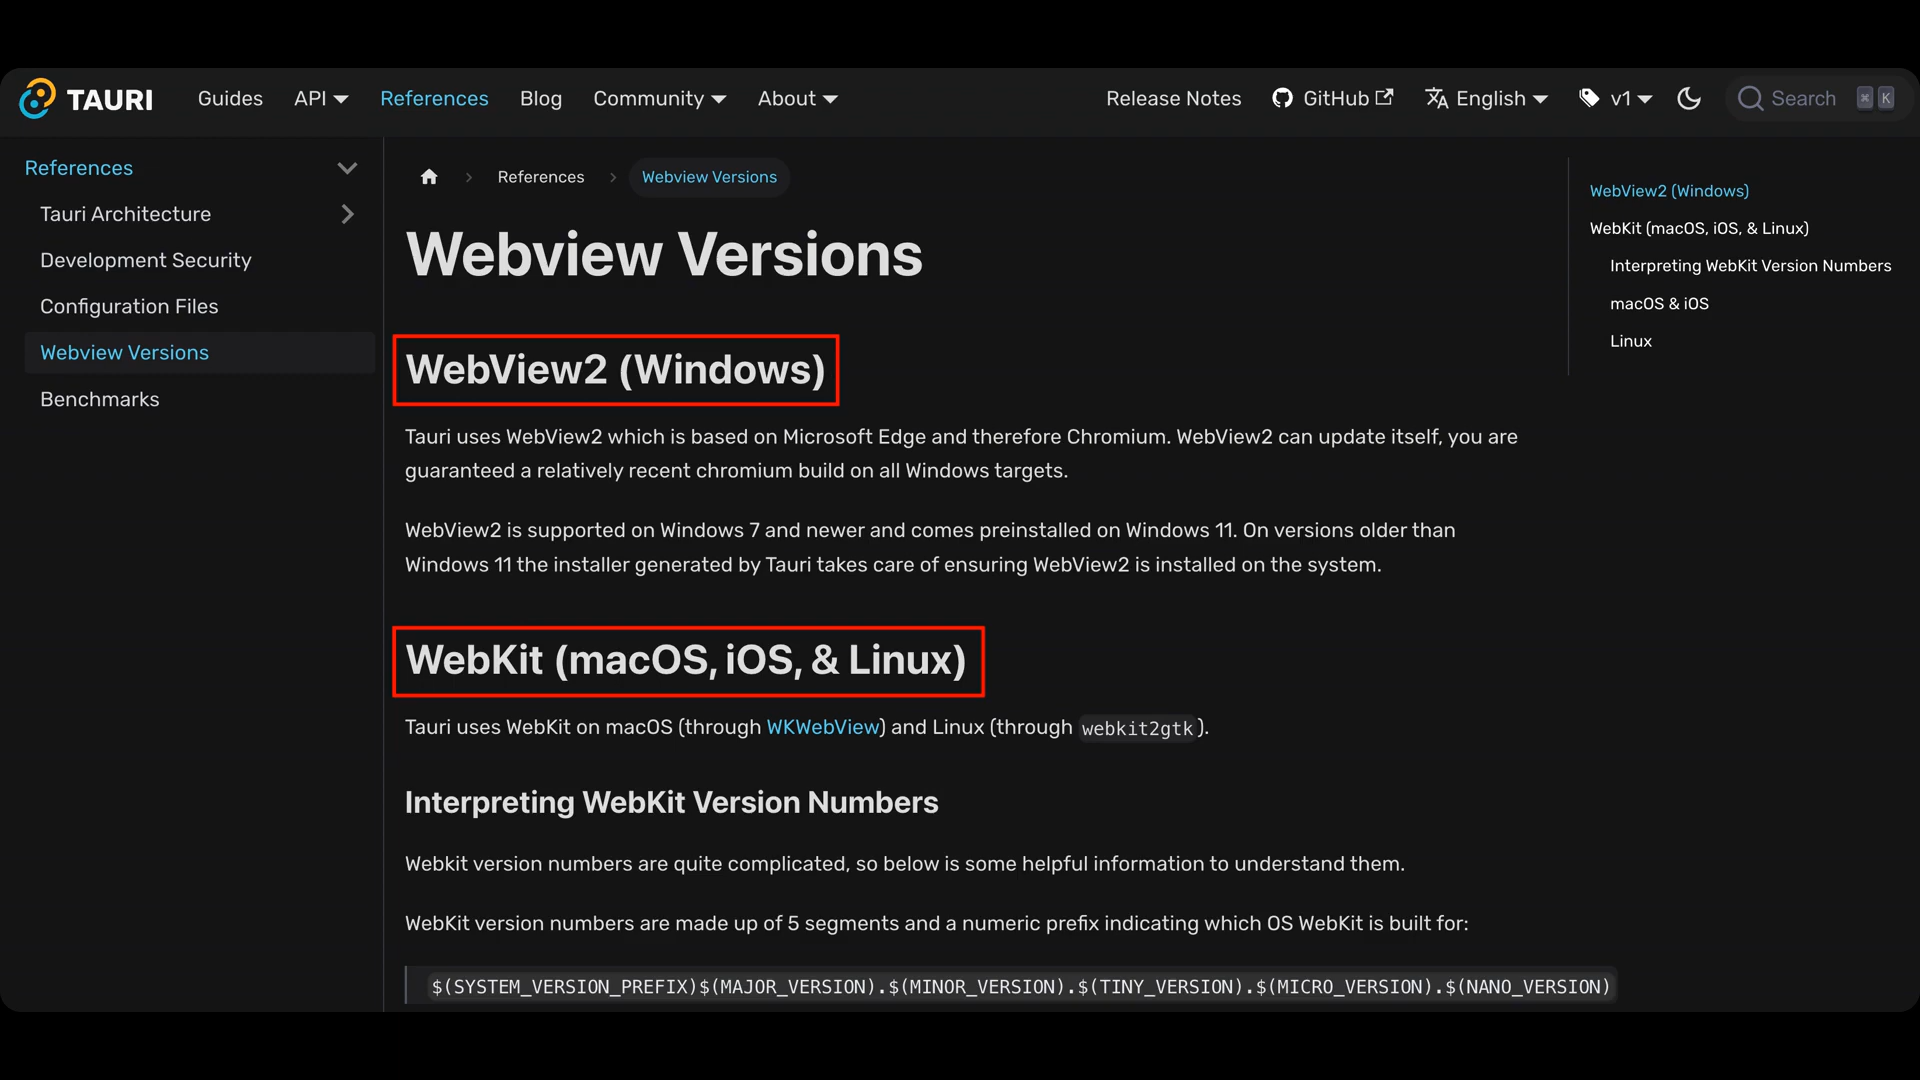 TAURI Guides API References Blog Community About Release Notes GitHub English v1 Search ⌘ K
References
Tauri Architecture
Development Security
Configuration Files
Webview Versions
Benchmarks
References Webview Versions
Webview Versions
WebView2 (Windows)
Tauri uses WebView2 which is based on Microsoft Edge and therefore Chromium. WebView2 can update itself, you are
guaranteed a relatively recent chromium build on all Windows targets.
WebView2 is supported on Windows 7 and newer and comes preinstalled on Windows 11. On versions older than
Windows 11 the installer generated by Tauri takes care of ensuring WebView2 is installed on the system.
WebKit (macOS, iOS, & Linux)
Tauri uses WebKit on macOS (through WKWebView) and Linux (through webkit2gtk).
Interpreting WebKit Version Numbers
Webkit version numbers are quite complicated, so below is some helpful information to understand them.
WebKit version numbers are made up of 5 segments and a numeric prefix indicating which OS WebKit is built for:
$(SYSTEM_VERSION_PREFIX)$(MAJOR_VERSION).$(MINOR_VERSION).$(TINY_VERSION).$(MICRO_VERSION).$(NANO_VERSION)
WebView2 (Windows)
WebKit (macOS, iOS, & Linux)
Interpreting WebKit Version Numbers
macOS & iOS
Linux